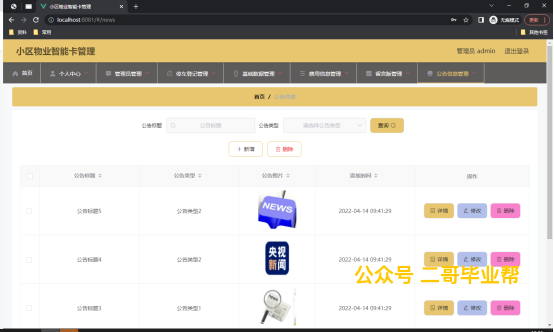 小区物业智能卡管理
localhost:8081/#/news
无痕模式
更新
资料 常用
其他书签
小区物业智能卡管理 管理员 admin 退出登录
首页 个人中心 管理员管理 停车登记管理 基础数据管理 费用信息管理 留言板管理 公告信息管理
首页 / 公告信息
公告标题 公告标题 公告类型 请选择公告类型 查询
+ 新增 删除
公告标题 公告类型 公告图片 添加时间 操作
公告标题5 公告类型2 NEWS 2022-04-14 09:41:29 详情 修改 删除
公告标题4 公告类型2 央视新闻 2022-04-14 09:41:29 详情 修改 删除
公众号 二哥毕业帮
公告标题3 公告类型1 2022-04-14 09:41:29 详情 修改 删除